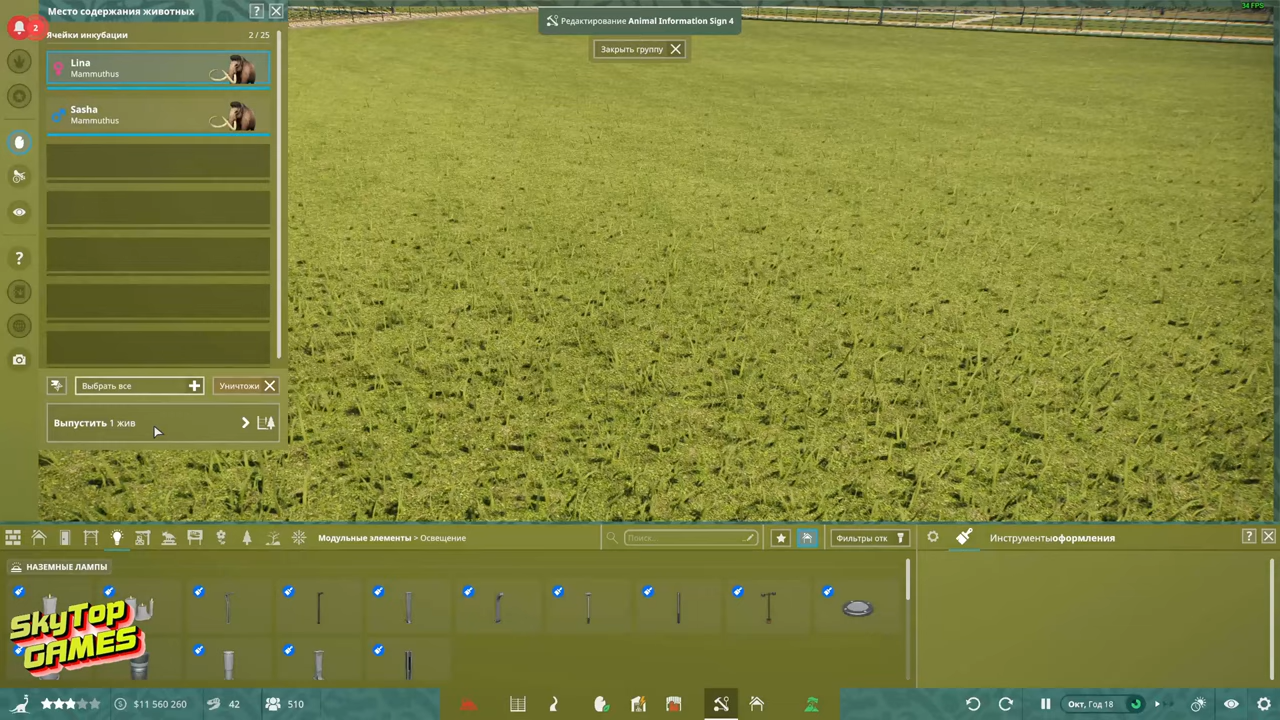 34 FPS
Место содержания животных
Ячейки инкубации 2 / 25
Lina
Mammuthus
Sasha
Mammuthus
Выбрать все
Уничтожи
Выпустить 1 жив
2
Редактирование Animal Information Sign 4
Закрыть группу
Модульные элементы > Освещение
Поиск...
Фильтры отк
Инструментыоформления
НАЗЕМНЫЕ ЛАМПЫ
SKYTOP
GAMES
$11 560 260
42
510
Окт, Год 18